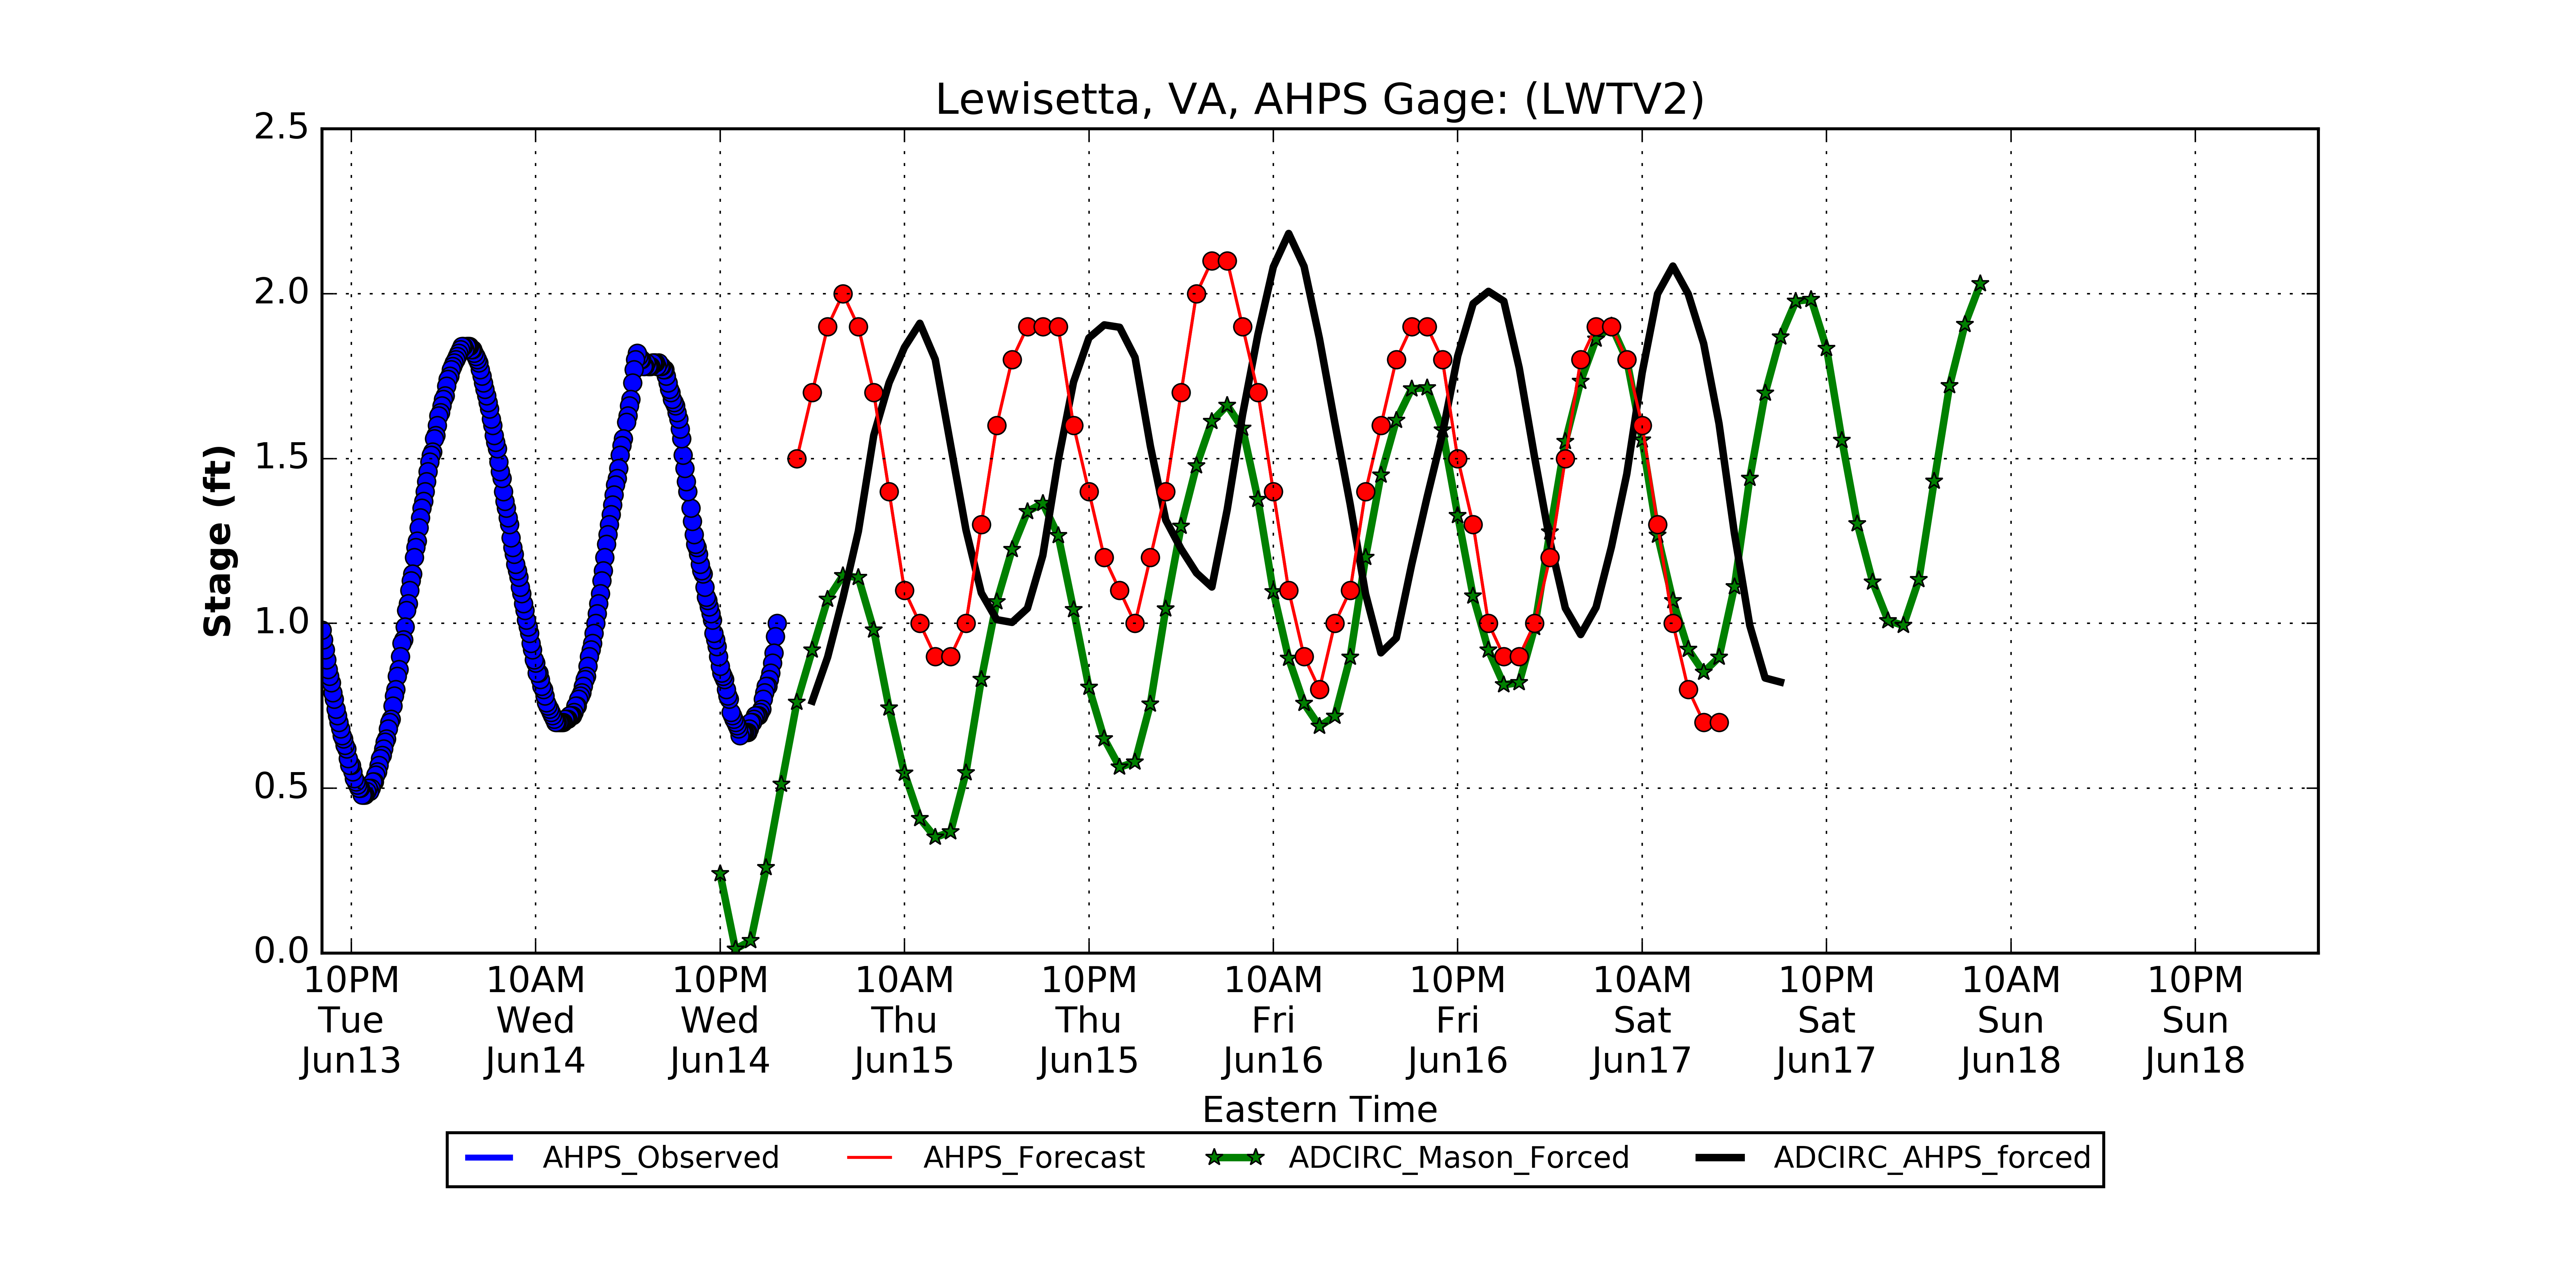 Lewisetta, VA, AHPS Gage: (LWTV2)
2.5
2.0
1.5
1.0
0.5
0.0
Stage (ft)
10PM 10AM 10PM 10AM 10PM 10AM 10PM 10AM 10PM 10AM 10PM
Tue Wed Wed Thu Thu Fri Fri Sat Sat Sun Sun
Jun13 Jun14 Jun14 Jun15 Jun15 Jun16 Jun16 Jun17 Jun17 Jun18 Jun18
Eastern Time
AHPS_Observed AHPS_Forecast ADCIRC_Mason_Forced ADCIRC_AHPS_forced